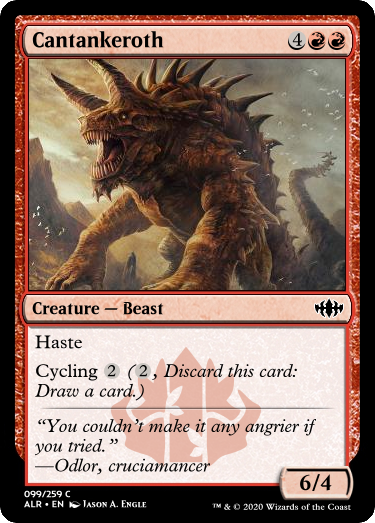 Cantankeroth 4
Creature — Beast
Haste
Cycling 2 (2, Discard this card:
Draw a card.)
“You couldn’t make it any angrier if
you tried.”
—Odlor, cruciamancer
6/4
099/259 C
ALR • EN Jason A. Engle
™ & © 2020 Wizards of the Coast